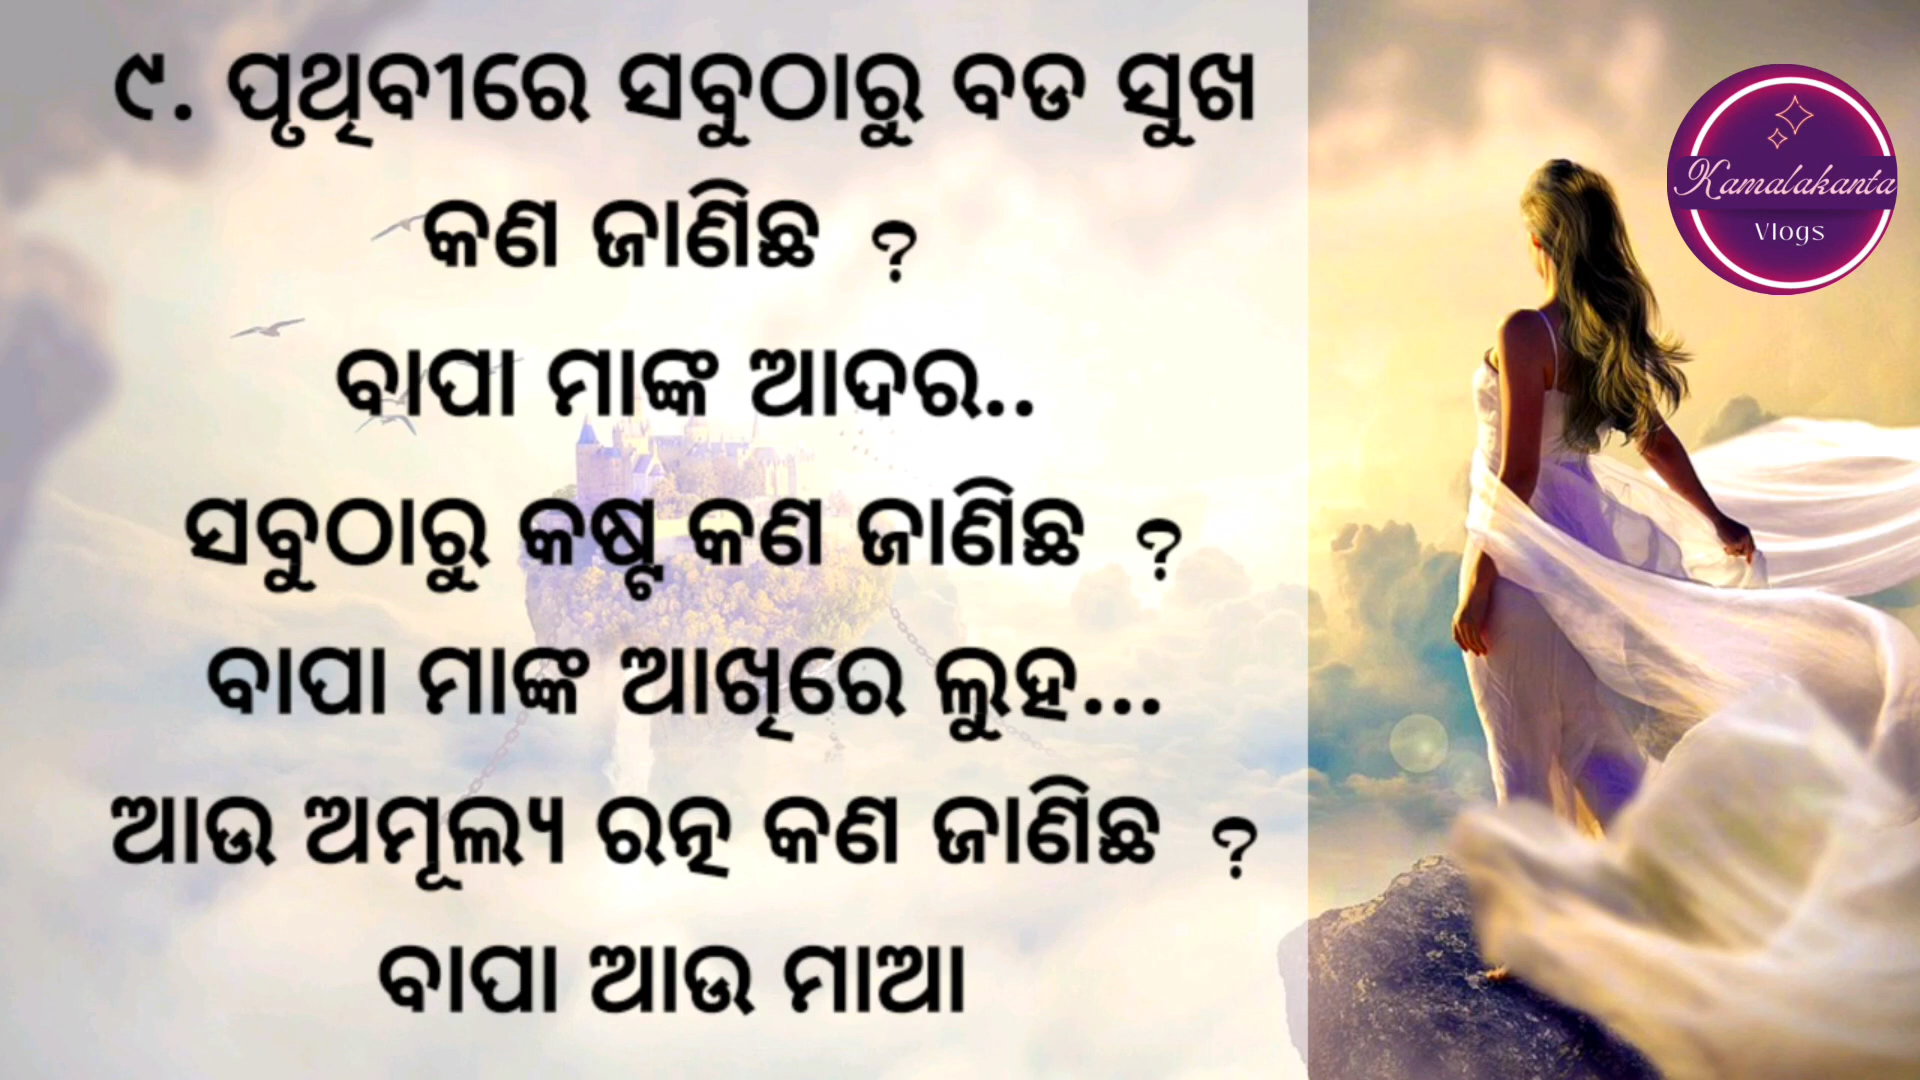 ୯. ପୃଥିବୀରେ ସବୁଠାରୁ ବଡ ସୁଖ
କଣ ଜାଣିଛ ?
ବାପା ମାଙ୍କ ଆଦର..
ସବୁଠାରୁ କଷ୍ଟ କଣ ଜାଣିଛ ?
ବାପା ମାଙ୍କ ଆଖିରେ ଲୁହ...
ଆଉ ଅମୂଲ୍ୟ ରତ୍ନ କଣ ଜାଣିଛ ?
ବାପା ଆଉ ମାଆ
Kamalakanta
Vlogs